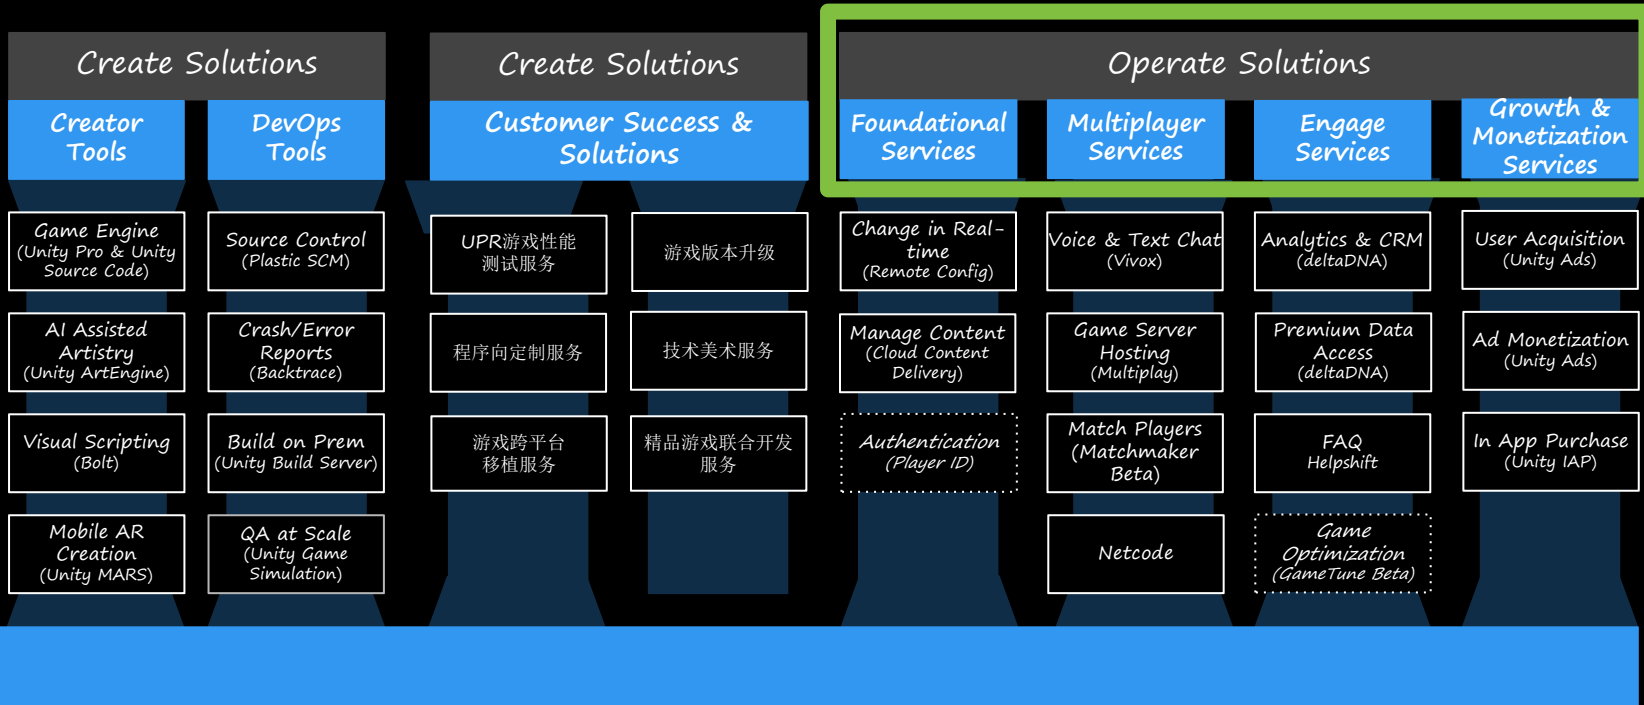 Create Solutions
Creator
Tools
DevOps
Tools
Game Engine
(Unity Pro & Unity
Source Code)
Source Control
(Plastic SCM)
AI Assisted
Artistry
(Unity ArtEngine)
Crash/Error
Reports
(Backtrace)
Visual Scripting
(Bolt)
Build on Prem
(Unity Build Server)
Mobile AR
Creation
(Unity MARS)
QA at Scale
(Unity Game
Simulation)
Create Solutions
Customer Success &
Solutions
UPR游戏性能
测试服务
游戏版本升级
程序向定制服务
技术美术服务
游戏跨平台
移植服务
精品游戏联合开发
服务
Operate Solutions
Foundational
Services
Multiplayer
Services
Engage
Services
Growth &
Monetization
Services
Change in Real-
time
(Remote Config)
Voice & Text Chat
(Vivox)
Analytics & CRM
(deltaDNA)
User Acquisition
(Unity Ads)
Manage Content
(Cloud Content
Delivery)
Game Server
Hosting
(Multiplay)
Premium Data
Access
(deltaDNA)
Ad Monetization
(Unity Ads)
Authentication
(Player ID)
Match Players
(Matchmaker
Beta)
FAQ
Helpshift
In App Purchase
(Unity IAP)
Netcode
Game
Optimization
(GameTune Beta)